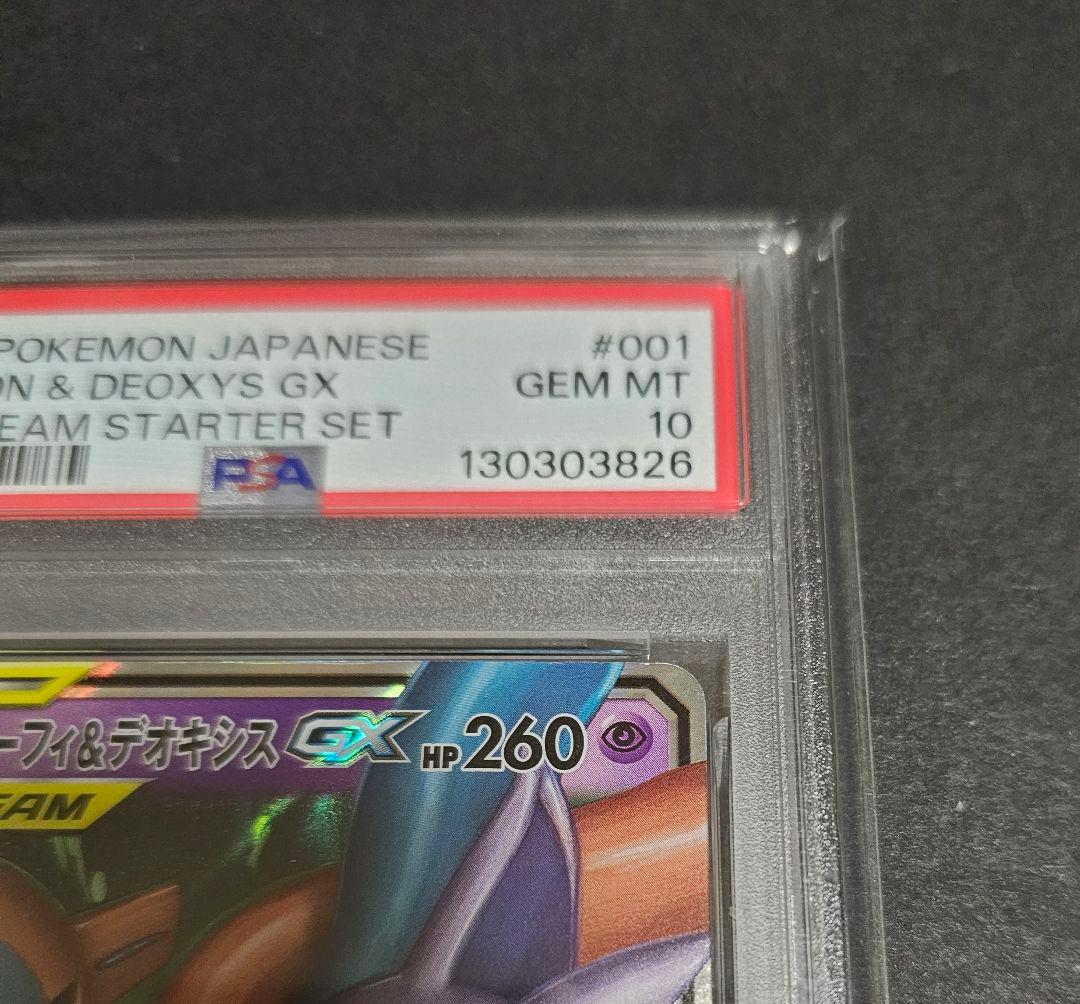 POKEMON JAPANESE #001
ON & DEOXYS GX GEM MT
EAM STARTER SET 10
PSA 130303826
ーフィ&デオキシス GX HP 260
EAM